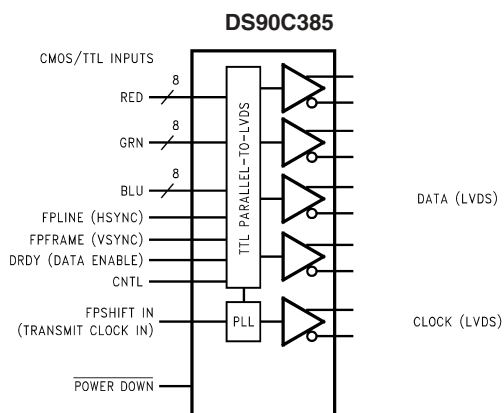 DS90C385
CMOS/TTL INPUTS
8
RED
8
GRN
8
BLU
FPLINE (HSYNC)
FPFRAME (VSYNC)
DRDY (DATA ENABLE)
CNTL
FPSHIFT IN
(TRANSMIT CLOCK IN)
POWER DOWN
TTL PARALLEL-TO-LVDS
PLL
DATA (LVDS)
CLOCK (LVDS)